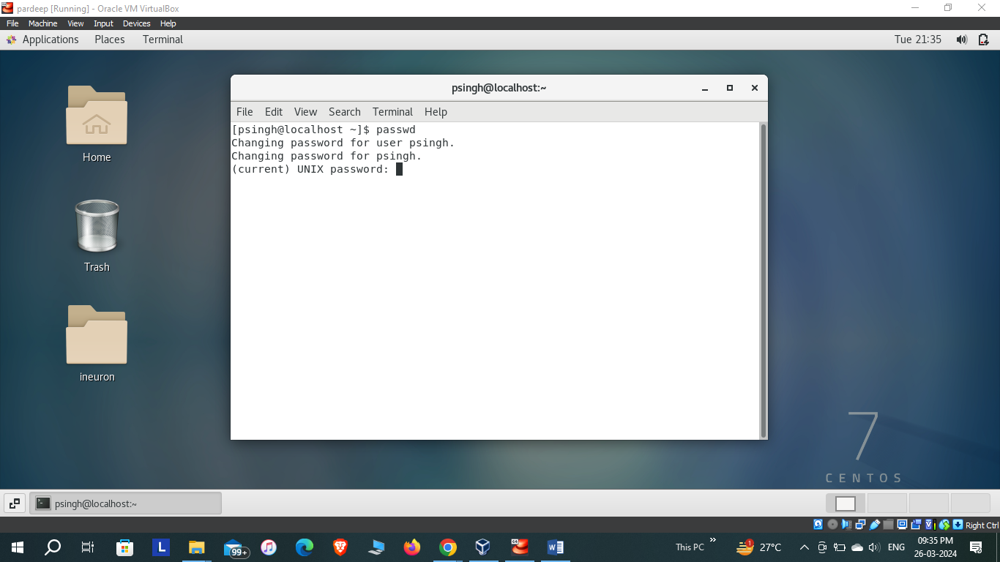 pardeep [Running] - Oracle VM VirtualBox
File Machine View Input Devices Help
Applications Places Terminal Tue 21:35
psingh@localhost:~
File Edit View Search Terminal Help
[psingh@localhost ~]$ passwd
Changing password for user psingh.
Changing password for psingh.
(current) UNIX password:
Home
Trash
ineuron
7
CENTOS
psingh@localhost:~
Right Ctrl
L
99+
This PC
1
27°C
ENG
09:35 PM
26-03-2024